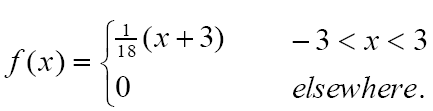 f(x) = { 1/18 (x + 3)    - 3 < x < 3
0    elsewhere.